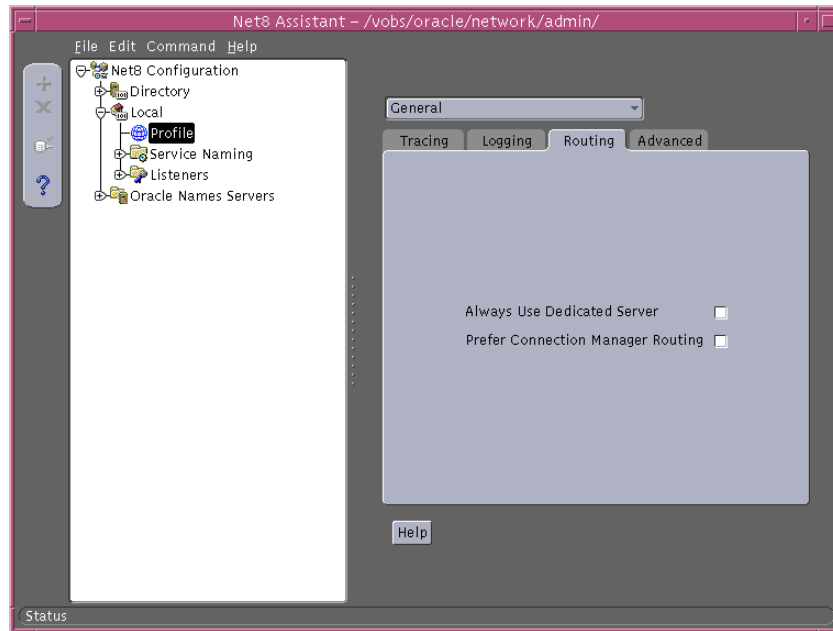 Net8 Assistant – /vobs/oracle/network/admin/
File Edit Command Help
Net8 Configuration
Directory
Local
Profile
Service Naming
Listeners
Oracle Names Servers
General
Tracing Logging Routing Advanced
Always Use Dedicated Server
Prefer Connection Manager Routing
Help
Status